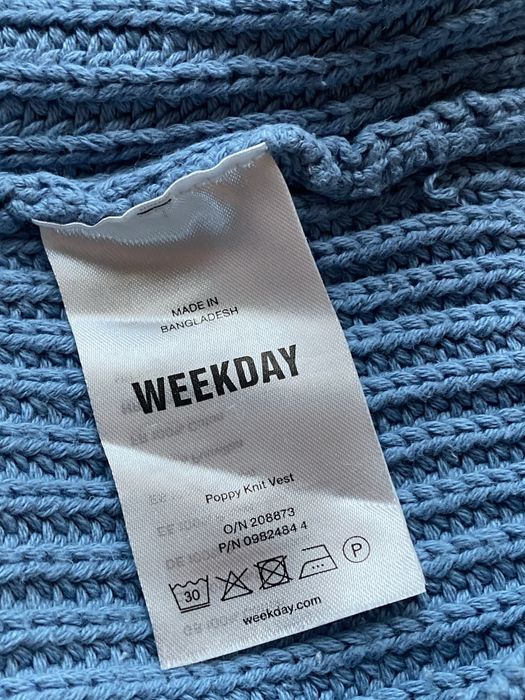 MADE IN
BANGLADESH
WEEKDAY
Poppy Knit Vest
O/N 208873
P/N 0982484 4
30
P
weekday.com